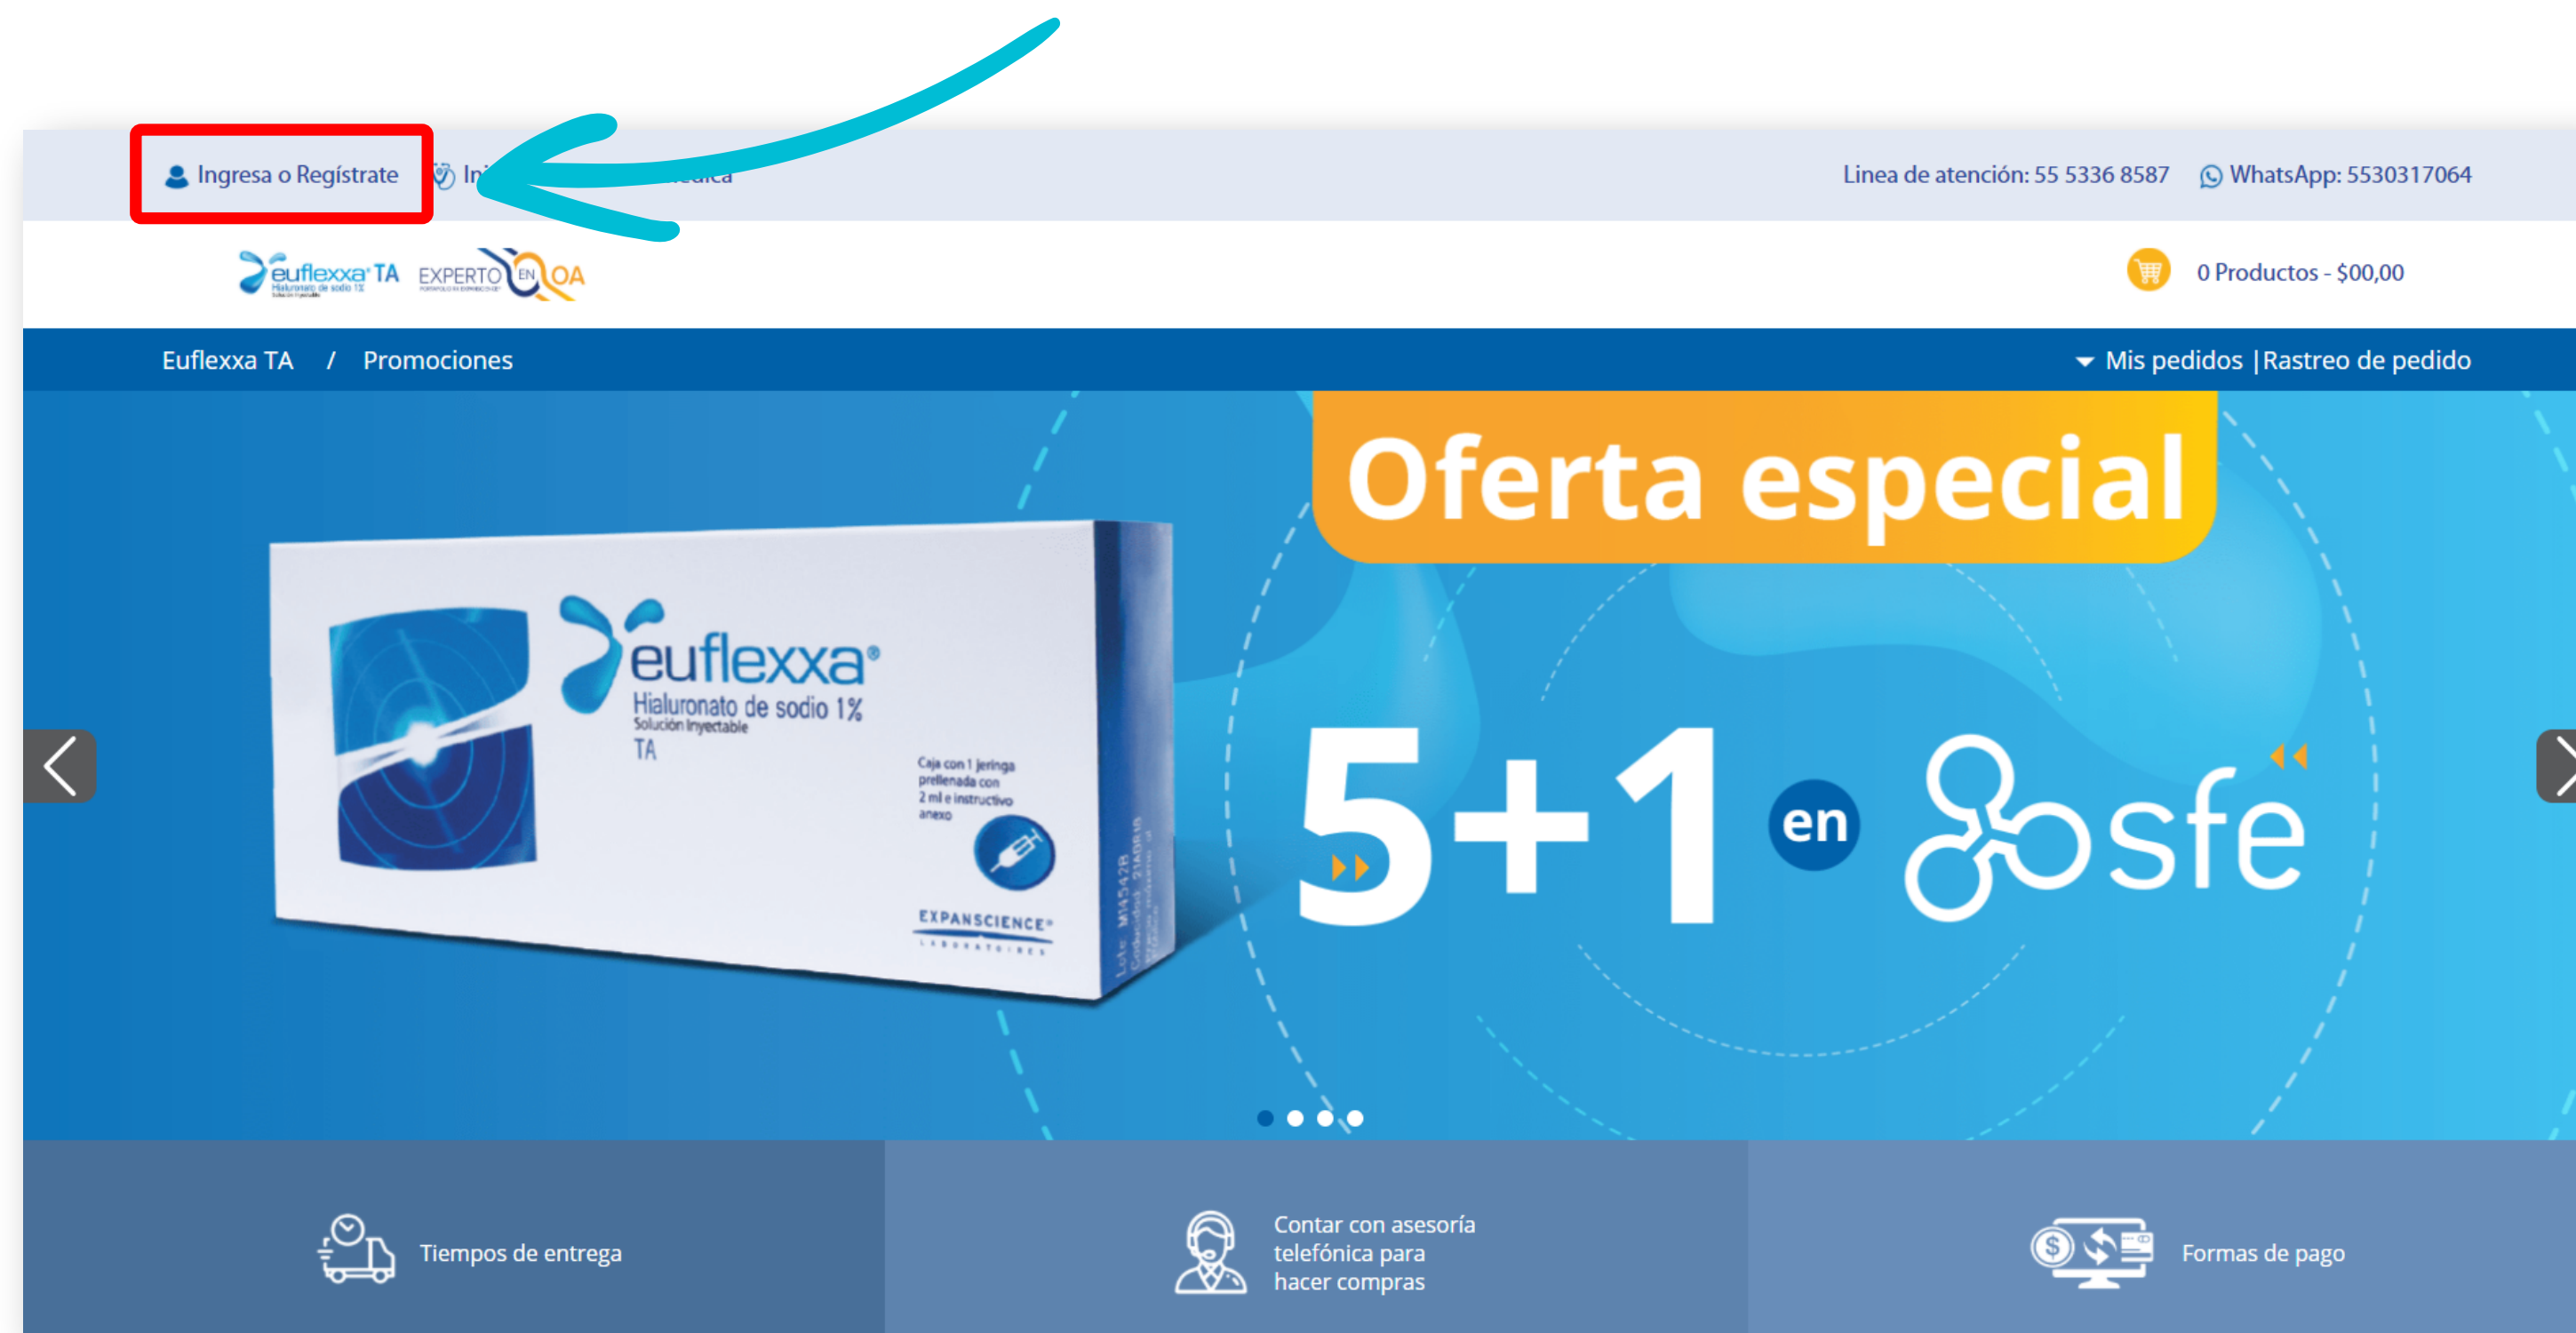 Ingresa o Regístrate
Linea de atención: 55 5336 8587 WhatsApp: 5530317064
euflexxa® TA
Hialuronato de sodio 1%
EXPERTO EN OA
0 Productos - $00,00
Euflexxa TA / Promociones
Mis pedidos |Rastreo de pedido
Oferta especial
euflexxa®
Hialuronato de sodio 1%
Solución Inyectable
TA
Caja con 1 jeringa
prellenada con
2 ml e instructivo
anexo
EXPANSCIENCE®
LABORATOIRES
5+1 en sfe
Tiempos de entrega
Contar con asesoría
telefónica para
hacer compras
Formas de pago